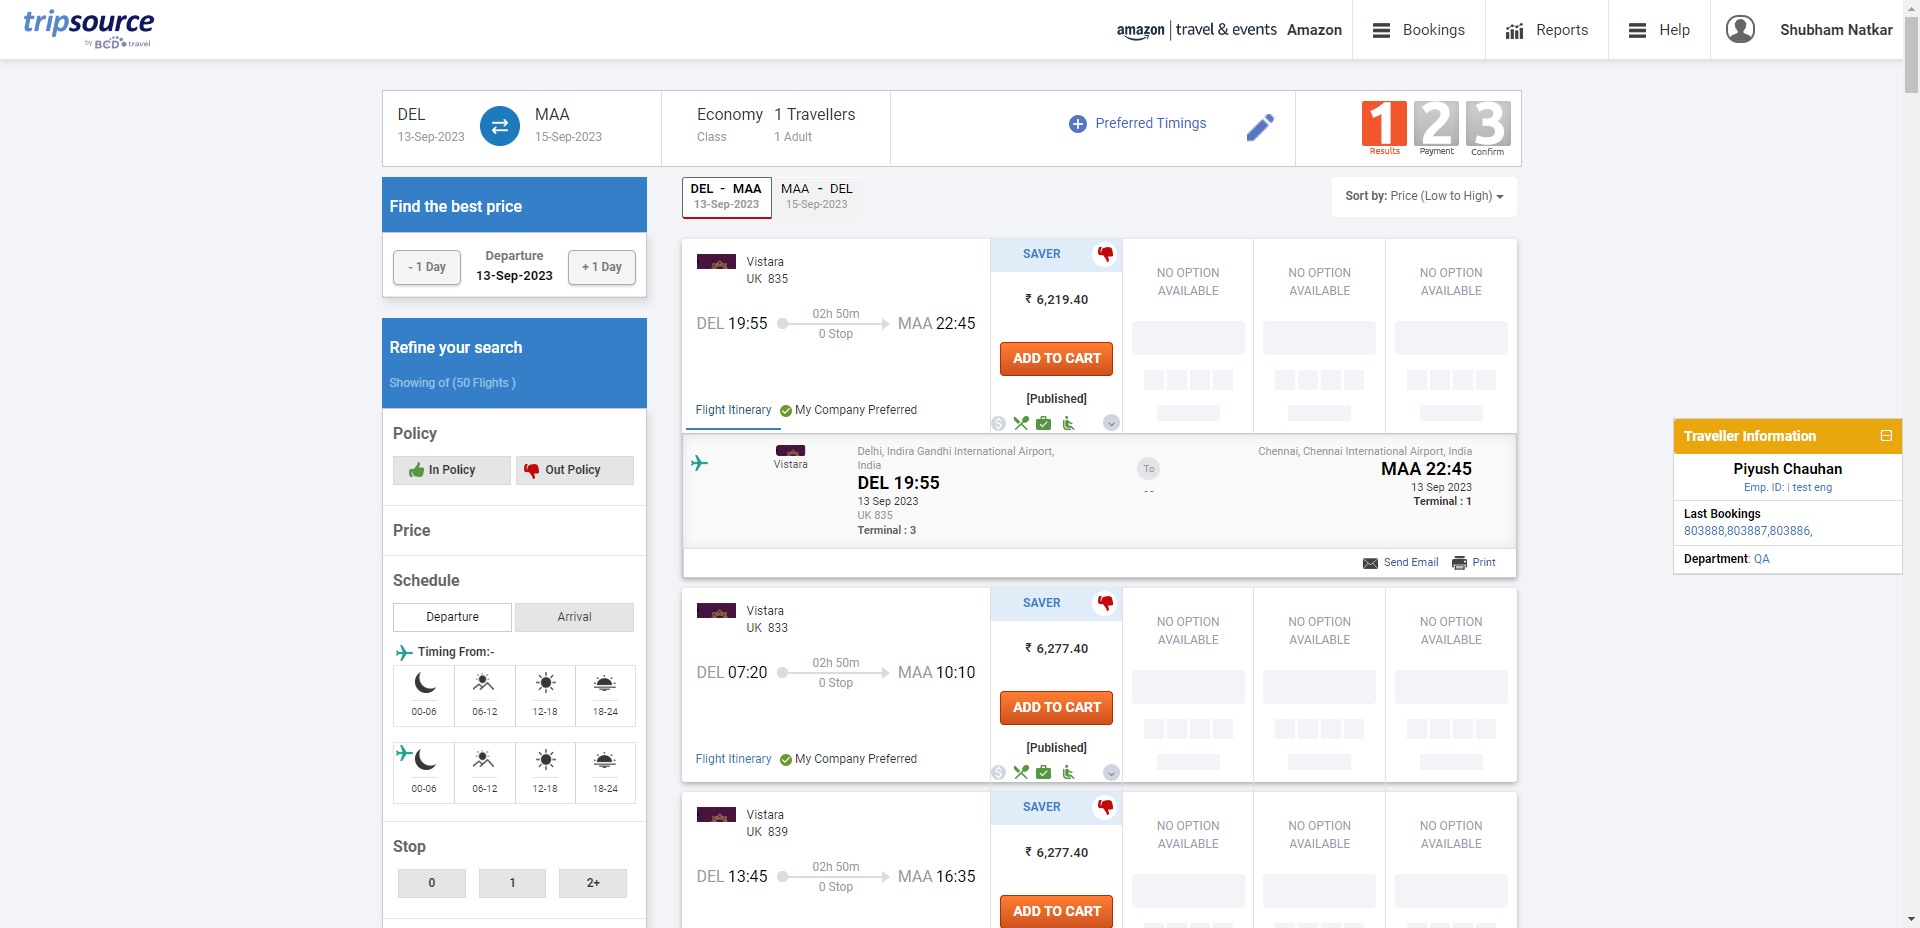 tripsource
by BCD travel
amazon | travel & events Amazon
Bookings
Reports
Help
Shubham Natkar
DEL
13-Sep-2023
MAA
15-Sep-2023
Economy
Class
1 Travellers
1 Adult
Preferred Timings
1 2 3
Results Payment Confirm
Find the best price
- 1 Day
Departure
13-Sep-2023
+ 1 Day
Refine your search
Showing of (50 Flights )
Policy
In Policy
Out Policy
Price
Schedule
Departure
Arrival
Timing From:-
00-06 06-12 12-18 18-24
00-06 06-12 12-18 18-24
Stop
0 1 2+
DEL - MAA
13-Sep-2023
MAA - DEL
15-Sep-2023
Sort by: Price (Low to High)
Vistara
UK 835
DEL 19:55
02h 50m
0 Stop
MAA 22:45
Flight Itinerary
My Company Preferred
SAVER
₹ 6,219.40
ADD TO CART
[Published]
NO OPTION
AVAILABLE
NO OPTION
AVAILABLE
NO OPTION
AVAILABLE
Vistara
Delhi, Indira Gandhi International Airport,
India
DEL 19:55
13 Sep 2023
UK 835
Terminal : 3
To
- -
Chennai, Chennai International Airport, India
MAA 22:45
13 Sep 2023
Terminal : 1
Send Email
Print
Vistara
UK 833
DEL 07:20
02h 50m
0 Stop
MAA 10:10
Flight Itinerary
My Company Preferred
SAVER
₹ 6,277.40
ADD TO CART
[Published]
NO OPTION
AVAILABLE
NO OPTION
AVAILABLE
NO OPTION
AVAILABLE
Vistara
UK 839
DEL 13:45
02h 50m
0 Stop
MAA 16:35
SAVER
₹ 6,277.40
ADD TO CART
NO OPTION
AVAILABLE
NO OPTION
AVAILABLE
NO OPTION
AVAILABLE
Traveller Information
Piyush Chauhan
Emp. ID: | test eng
Last Bookings
803888,803887,803886,
Department: QA